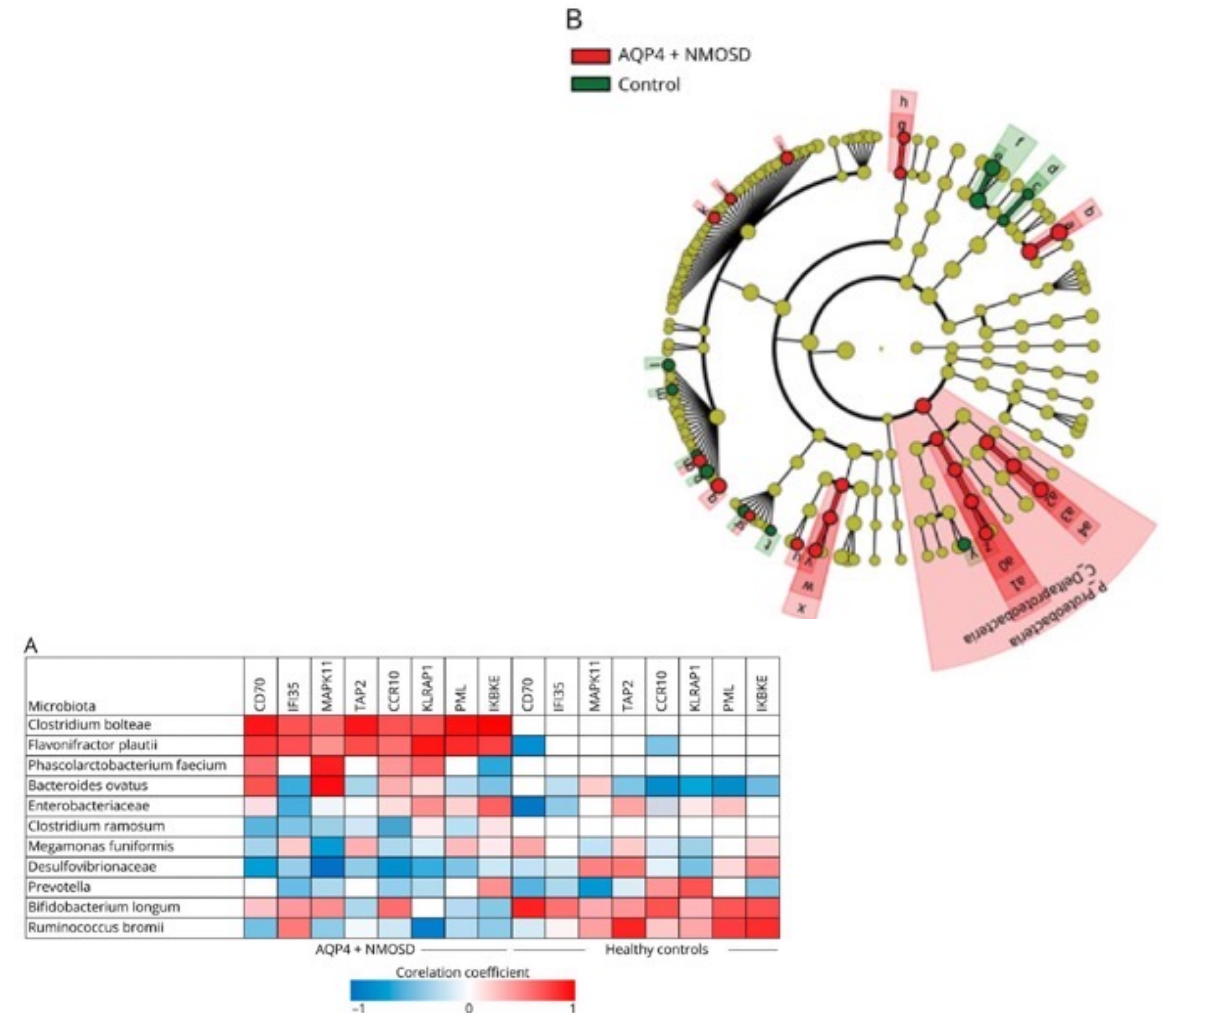 B
AQP4 + NMOSD
Control
h
g
f
d
c
b
x
w
v
a0
a1
a3
a4
C_Deltaproteobacteria
P_Proteobacteria
A
Microbiota CD70 IFI35 MAPK11 TAP2 CCR10 KLRAP1 PML IKBKE CD70 IFI35 MAPK11 TAP2 CCR10 KLRAP1 PML IKBKE
Clostridium bolteae
Flavonifractor plautii
Phascolarctobacterium faecium
Bacteroides ovatus
Enterobacteriaceae
Clostridium ramosum
Megamonas funiformis
Desulfovibrionaceae
Prevotella
Bifidobacterium longum
Ruminococcus bromii
AQP4 + NMOSD Healthy controls
Corelation coefficient
−1 0 1